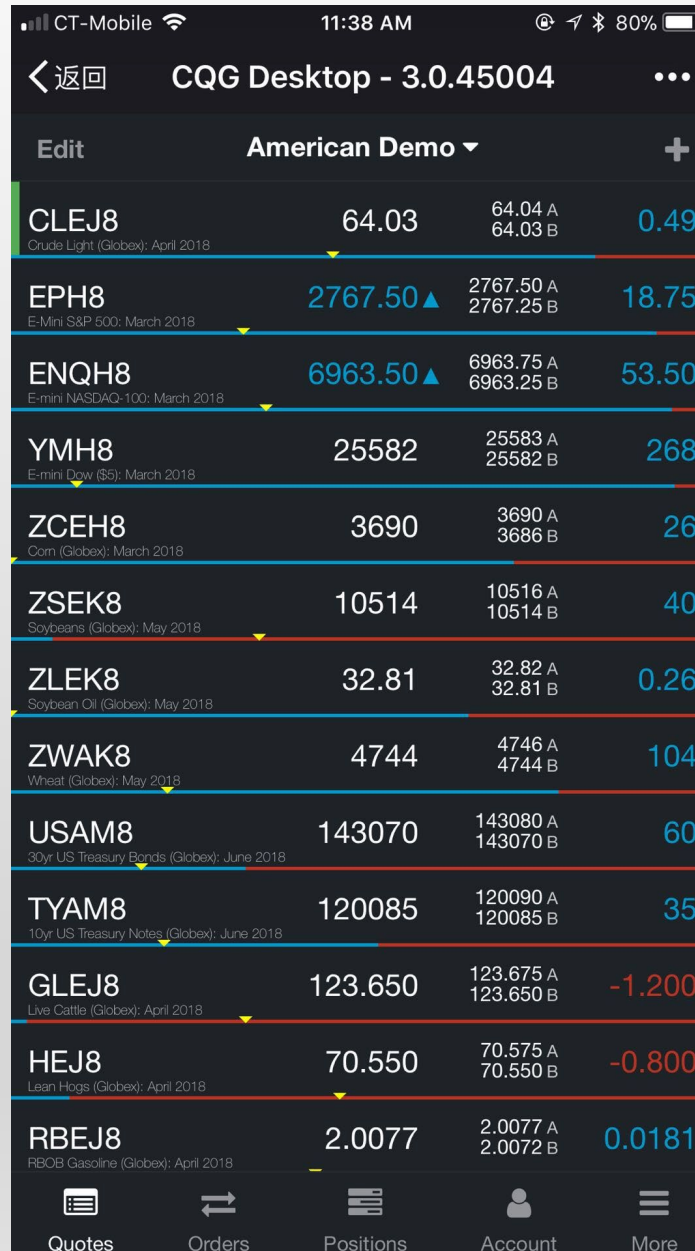 CT-Mobile 11:38 AM 80%
返回 CQG Desktop - 3.0.45004
Edit American Demo
CLEJ8 64.03 64.04 A 0.49
Crude Light (Globex): April 2018 64.03 B
EPH8 2767.50▲ 2767.50 A 18.75
E-Mini S&P 500: March 2018 2767.25 B
ENQH8 6963.50▲ 6963.75 A 53.50
E-mini NASDAQ-100: March 2018 6963.25 B
YMH8 25582 25583 A 268
E-mini Dow ($5): March 2018 25582 B
ZCEH8 3690 3690 A 26
Corn (Globex): March 2018 3686 B
ZSEK8 10514 10516 A 40
Soybeans (Globex): May 2018 10514 B
ZLEK8 32.81 32.82 A 0.26
Soybean Oil (Globex): May 2018 32.81 B
ZWAK8 4744 4746 A 104
Wheat (Globex): May 2018 4744 B
USAM8 143070 143080 A 60
30yr US Treasury Bonds (Globex): June 2018 143070 B
TYAM8 120085 120090 A 35
10yr US Treasury Notes (Globex): June 2018 120085 B
GLEJ8 123.650 123.675 A -1.200
Live Cattle (Globex): April 2018 123.650 B
HEJ8 70.550 70.575 A -0.800
Lean Hogs (Globex): April 2018 70.550 B
RBEJ8 2.0077 2.0077 A 0.0181
RBOB Gasoline (Globex): April 2018 2.0072 B
Quotes Orders Positions Account More